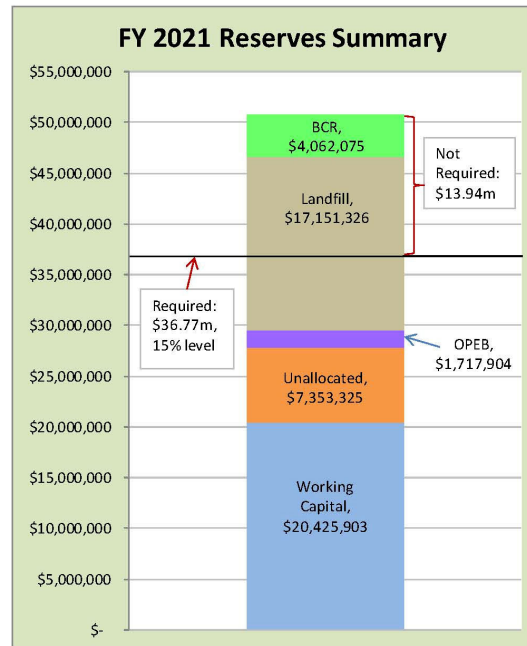 FY 2021 Reserves Summary
$55,000,000
$50,000,000
$45,000,000
$40,000,000
$35,000,000
$30,000,000
$25,000,000
$20,000,000
$15,000,000
$10,000,000
$5,000,000
$-
BCR,
$4,062,075
Landfill,
$17,151,326
Not
Required:
$13.94m
Required:
$36.77m,
15% level
OPEB,
$1,717,904
Unallocated,
$7,353,325
Working
Capital,
$20,425,903